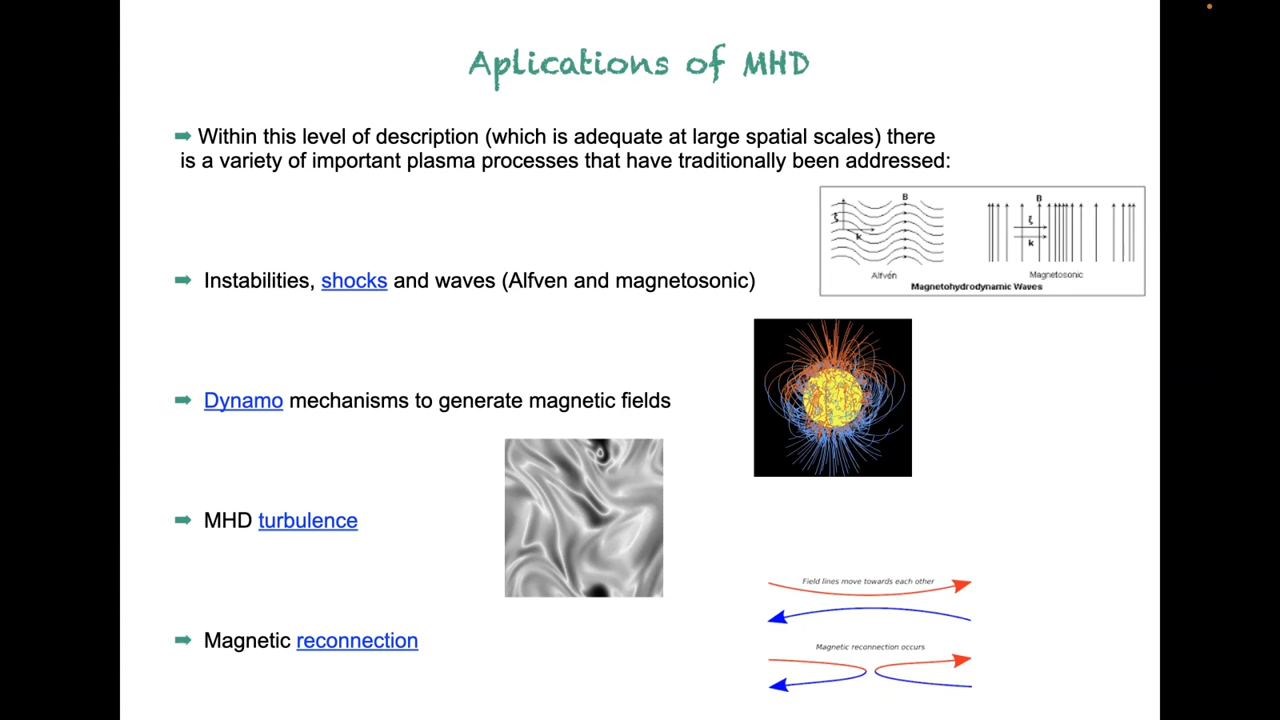 Aplications of MHD
➡ Within this level of description (which is adequate at large spatial scales) there
is a variety of important plasma processes that have traditionally been addressed:
B
ξ
k
Alfvén
B
ξ
k
Magnetosonic
Magnetohydrodynamic Waves
➡ Instabilities, shocks and waves (Alfven and magnetosonic)
➡ Dynamo mechanisms to generate magnetic fields
➡ MHD turbulence
Field lines move towards each other
➡ Magnetic reconnection
Magnetic reconnection occurs